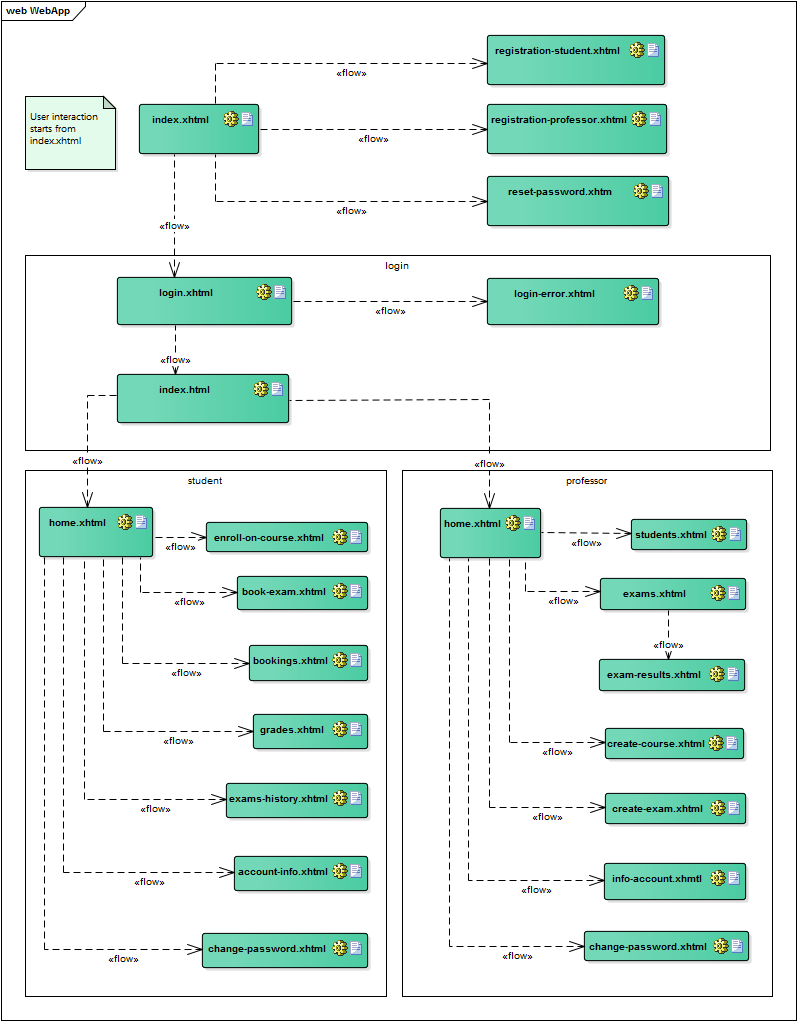 web WebApp
registration-student.xhtml
«flow»
User interaction
starts from
index.xhtml
index.xhtml
registration-professor.xhtml
«flow»
reset-password.xhtm
«flow»
«flow»
login
login.xhtml
login-error.xhtml
«flow»
«flow»
index.html
«flow»
«flow»
student
home.xhtml
enroll-on-course.xhtml
«flow»
book-exam.xhtml
«flow»
bookings.xhtml
«flow»
grades.xhtml
«flow»
exams-history.xhtml
«flow»
account-info.xhtml
«flow»
change-password.xhtml
«flow»
professor
home.xhtml
students.xhtml
«flow»
exams.xhtml
«flow»
«flow»
exam-results.xhtml
create-course.xhtml
«flow»
create-exam.xhtml
«flow»
info-account.xhmtl
«flow»
change-password.xhtml
«flow»